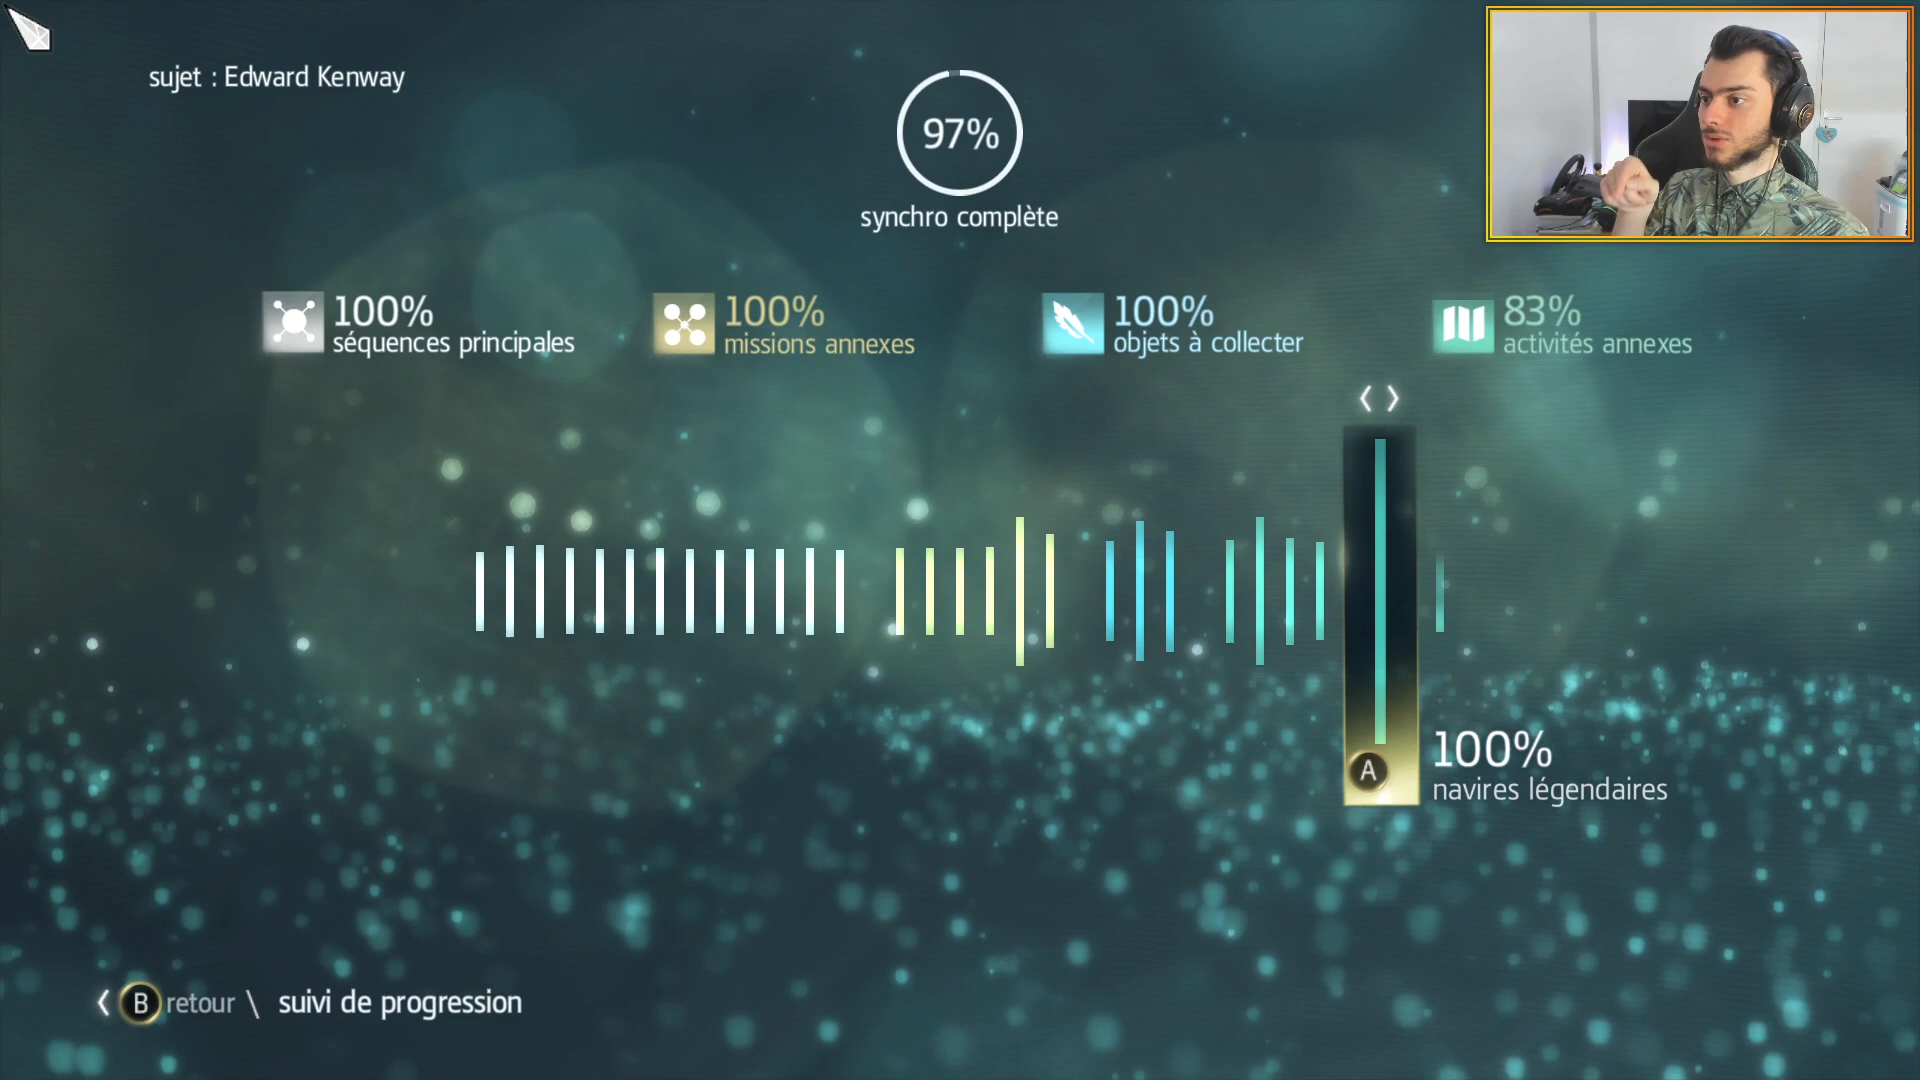 sujet : Edward Kenway
97%
synchro complète
100%
séquences principales
100%
missions annexes
100%
objets à collecter
83%
activités annexes
A
100%
navires légendaires
B retour \ suivi de progression